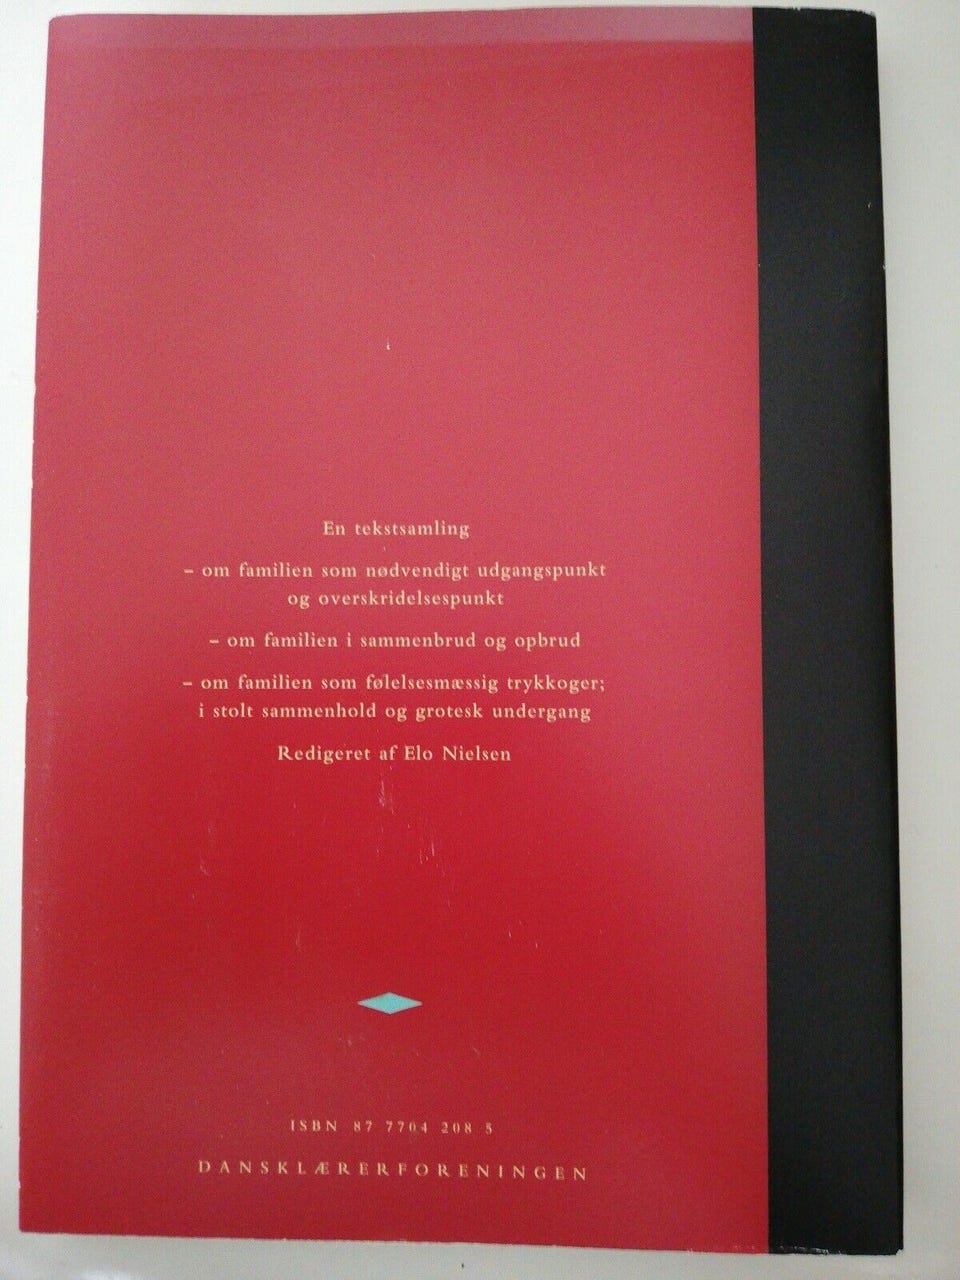 En tekstsamling
– om familien som nødvendigt udgangspunkt
og overskridelsespunkt
– om familien i sammenbrud og opbrud
– om familien som følelsesmæssig trykkoger;
i stolt sammenhold og grotesk undergang
Redigeret af Elo Nielsen
ISBN 87 7704 208 5
DANSKLÆRERFORENINGEN